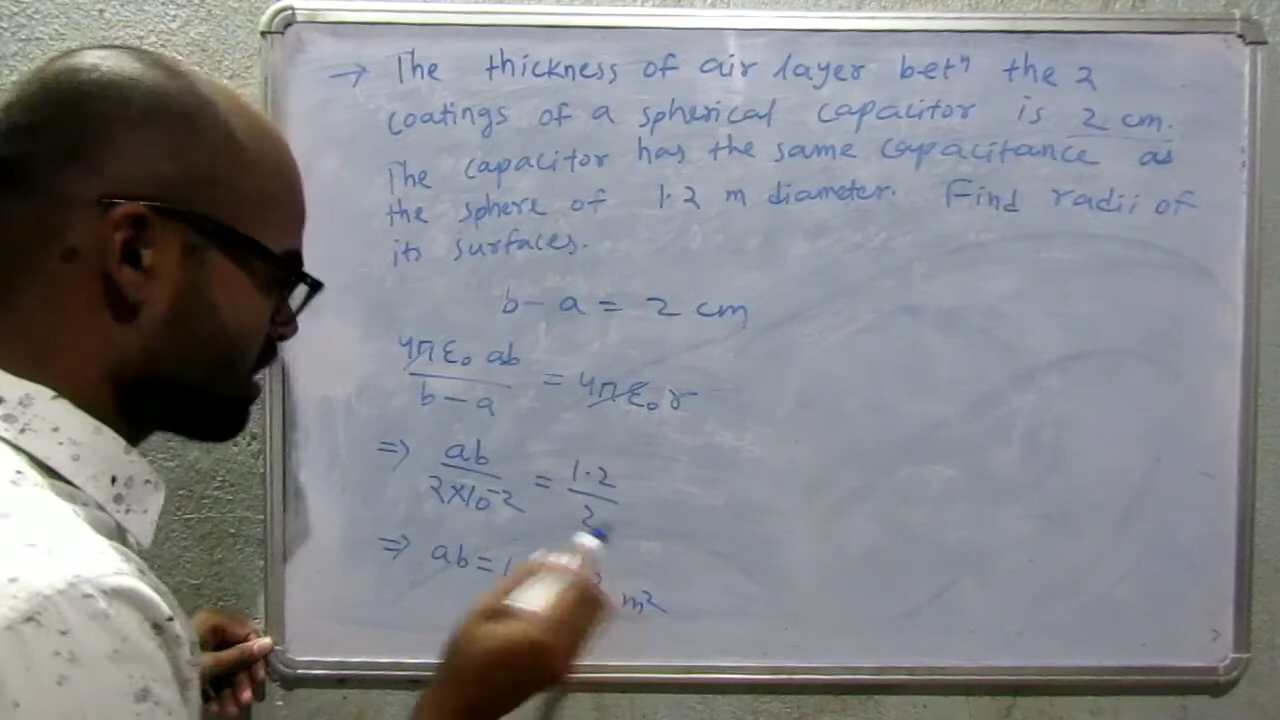 → The thickness of air layer betⁿ the 2
coatings of a spherical capacitor is 2 cm.
The capacitor has the same capacitance as
the sphere of 1.2 m diameter. Find radii of
its surfaces.
b - a = 2 cm
4πε₀ ab / b - a = 4πε₀ r
⇒ ab / 2×10⁻² = 1.2 / 2
⇒ ab = 1
m²